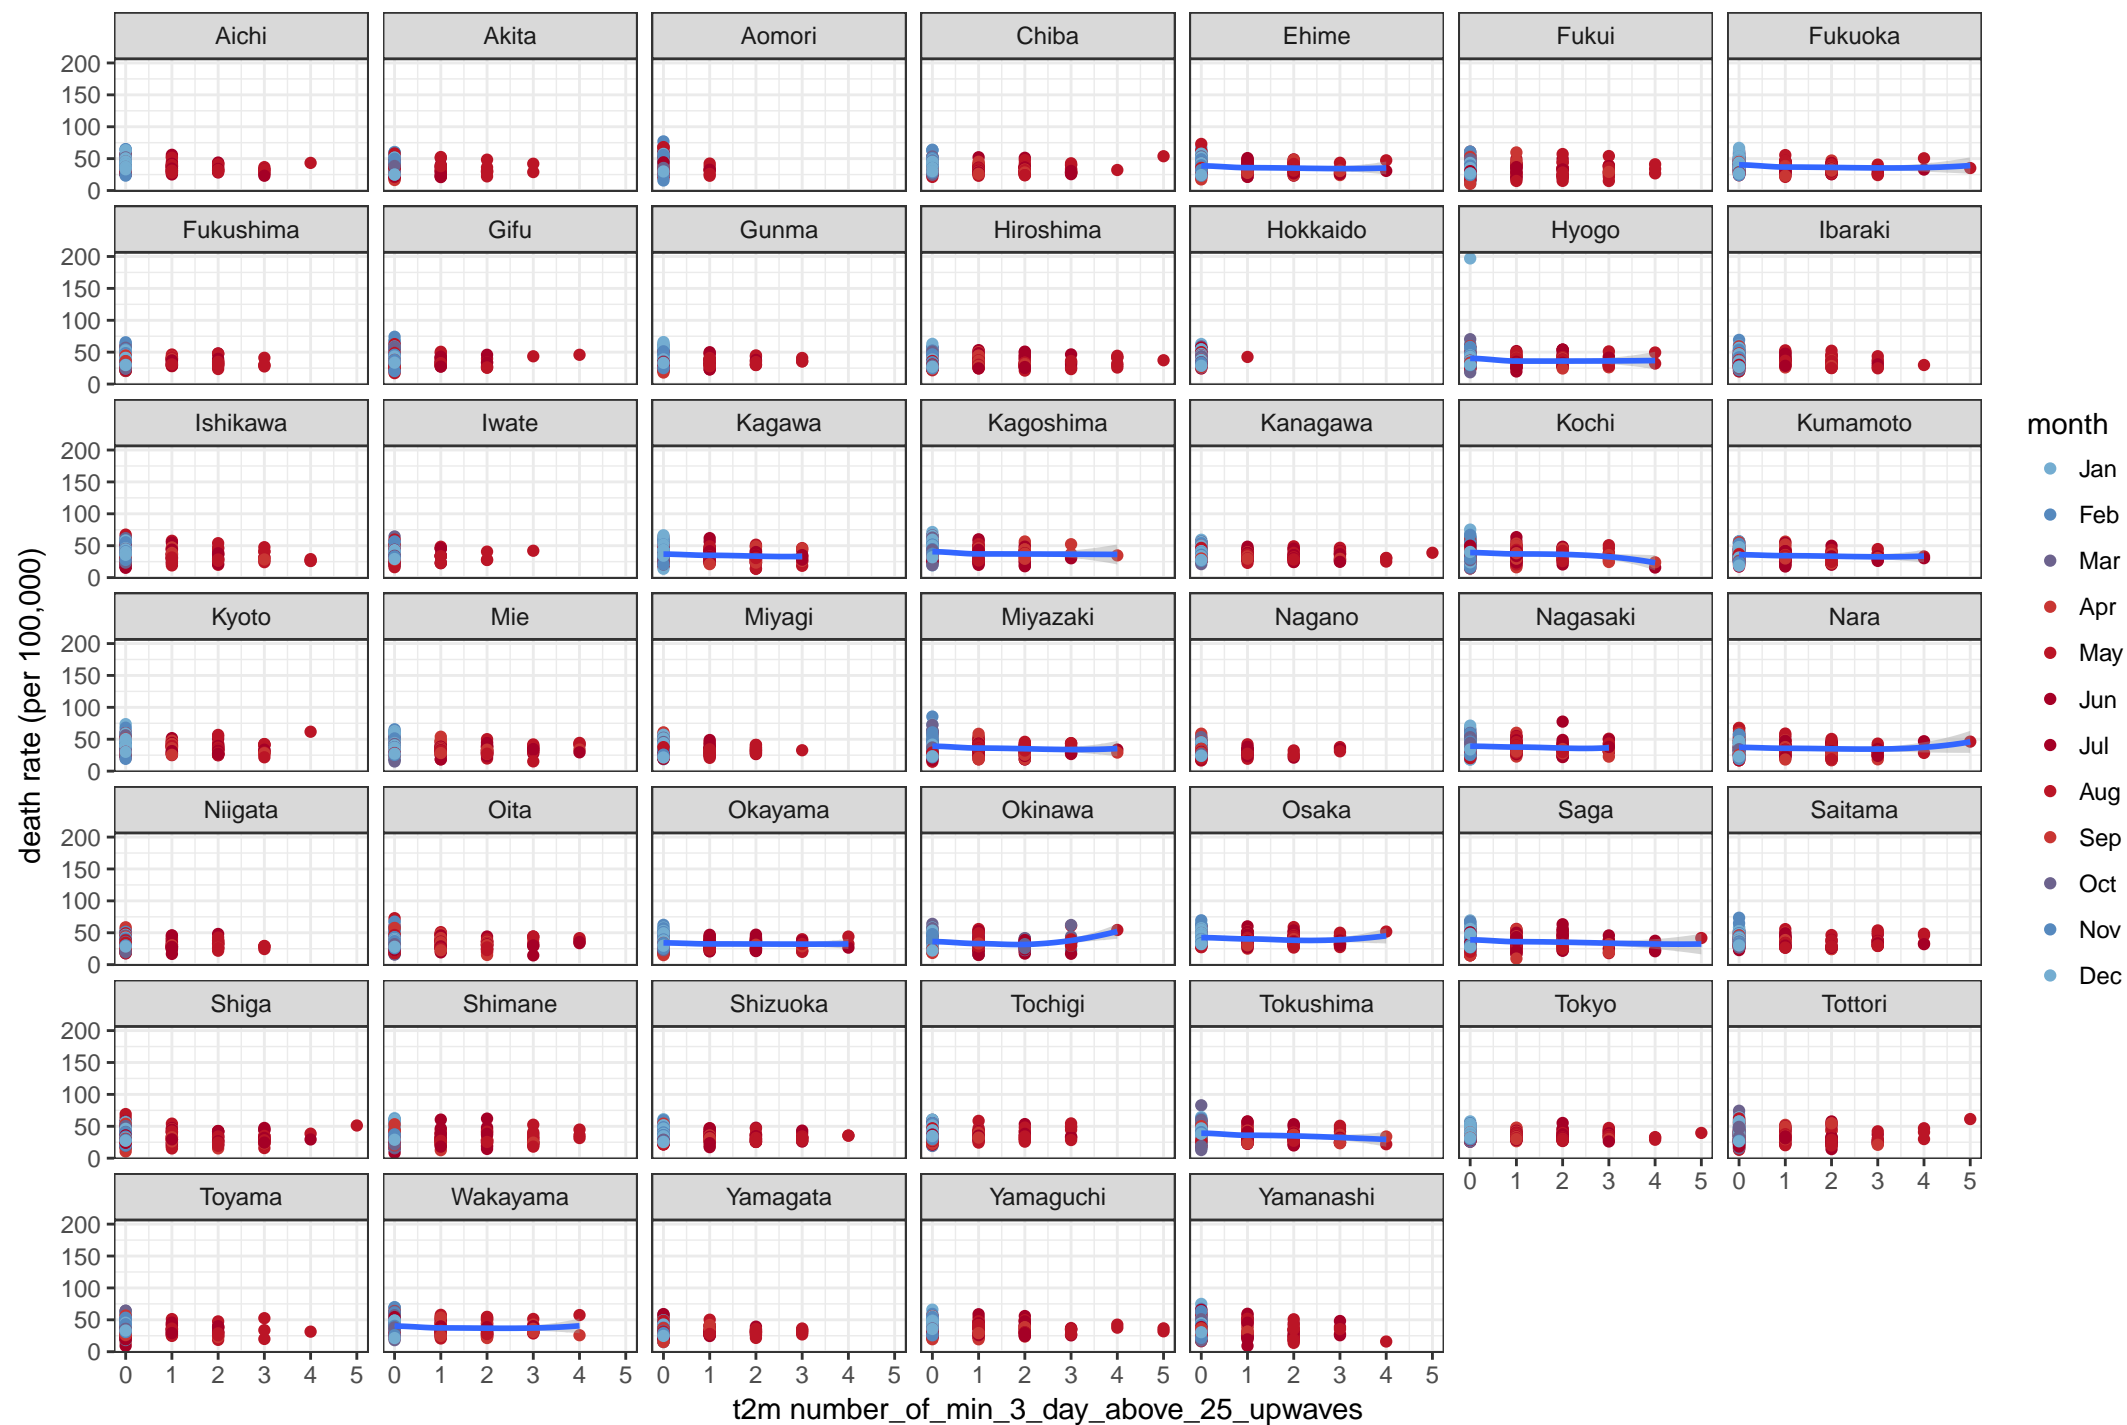 Aichi Akita Aomori Chiba Ehime Fukui Fukuoka
200
150
100
50
0
Fukushima Gifu Gunma Hiroshima Hokkaido Hyogo Ibaraki
200
150
100
50
0
Ishikawa Iwate Kagawa Kagoshima Kanagawa Kochi Kumamoto
200
150
100
50
0
Kyoto Mie Miyagi Miyazaki Nagano Nagasaki Nara
200
150
100
50
0
Niigata Oita Okayama Okinawa Osaka Saga Saitama
200
150
100
50
0
Shiga Shimane Shizuoka Tochigi Tokushima Tokyo Tottori
200
150
100
50
0
0 1 2 3 4 5 0 1 2 3 4 5
Toyama Wakayama Yamagata Yamaguchi Yamanashi
200
150
100
50
0
0 1 2 3 4 5 0 1 2 3 4 5 0 1 2 3 4 5 0 1 2 3 4 5 0 1 2 3 4 5
t2m number_of_min_3_day_above_25_upwaves
death rate (per 100,000)
month
Jan
Feb
Mar
Apr
May
Jun
Jul
Aug
Sep
Oct
Nov
Dec